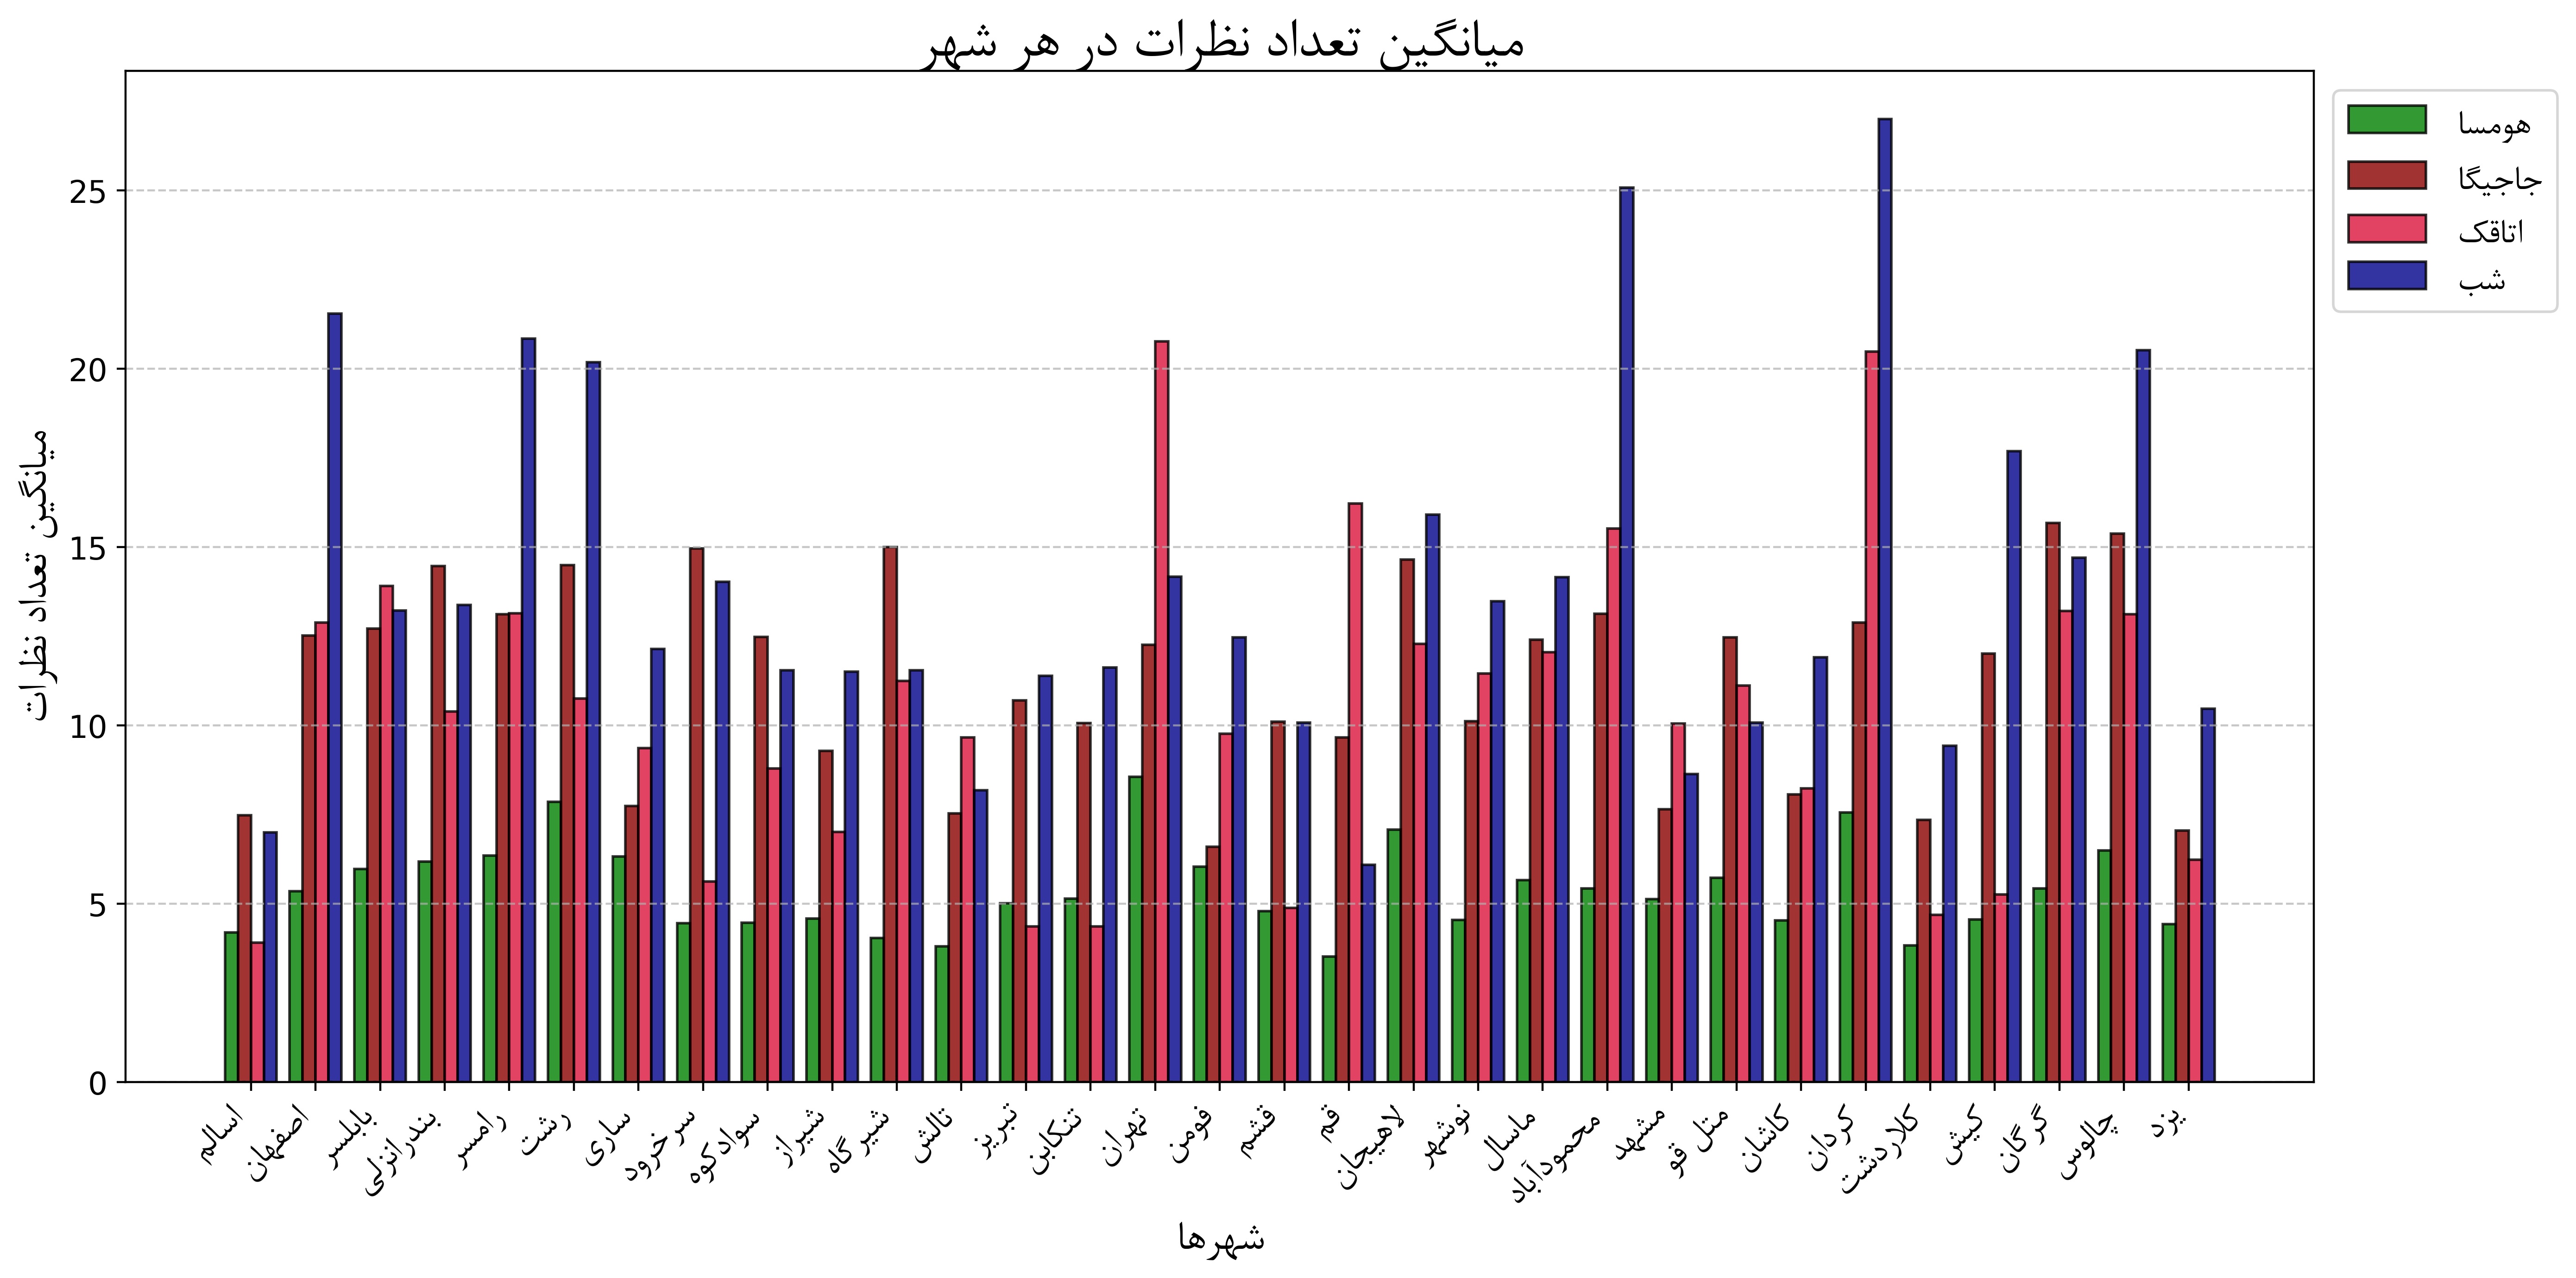 میانگین تعداد نظرات در هر شهر
هومسا
جاجیگا
اتاقک
شب
میانگین تعداد نظرات
25
20
15
10
5
0
اسالم
اصفهان
بابلسر
بندرانزلی
رامسر
رشت
ساری
سرخرود
سوادکوه
شیراز
شیرگاه
تالش
تبریز
تنکابن
تهران
فومن
قشم
قم
لاهیجان
نوشهر
ماسال
محمودآباد
مشهد
متل قو
کاشان
کردان
کلاردشت
کیش
گرگان
چالوس
یزد
شهرها